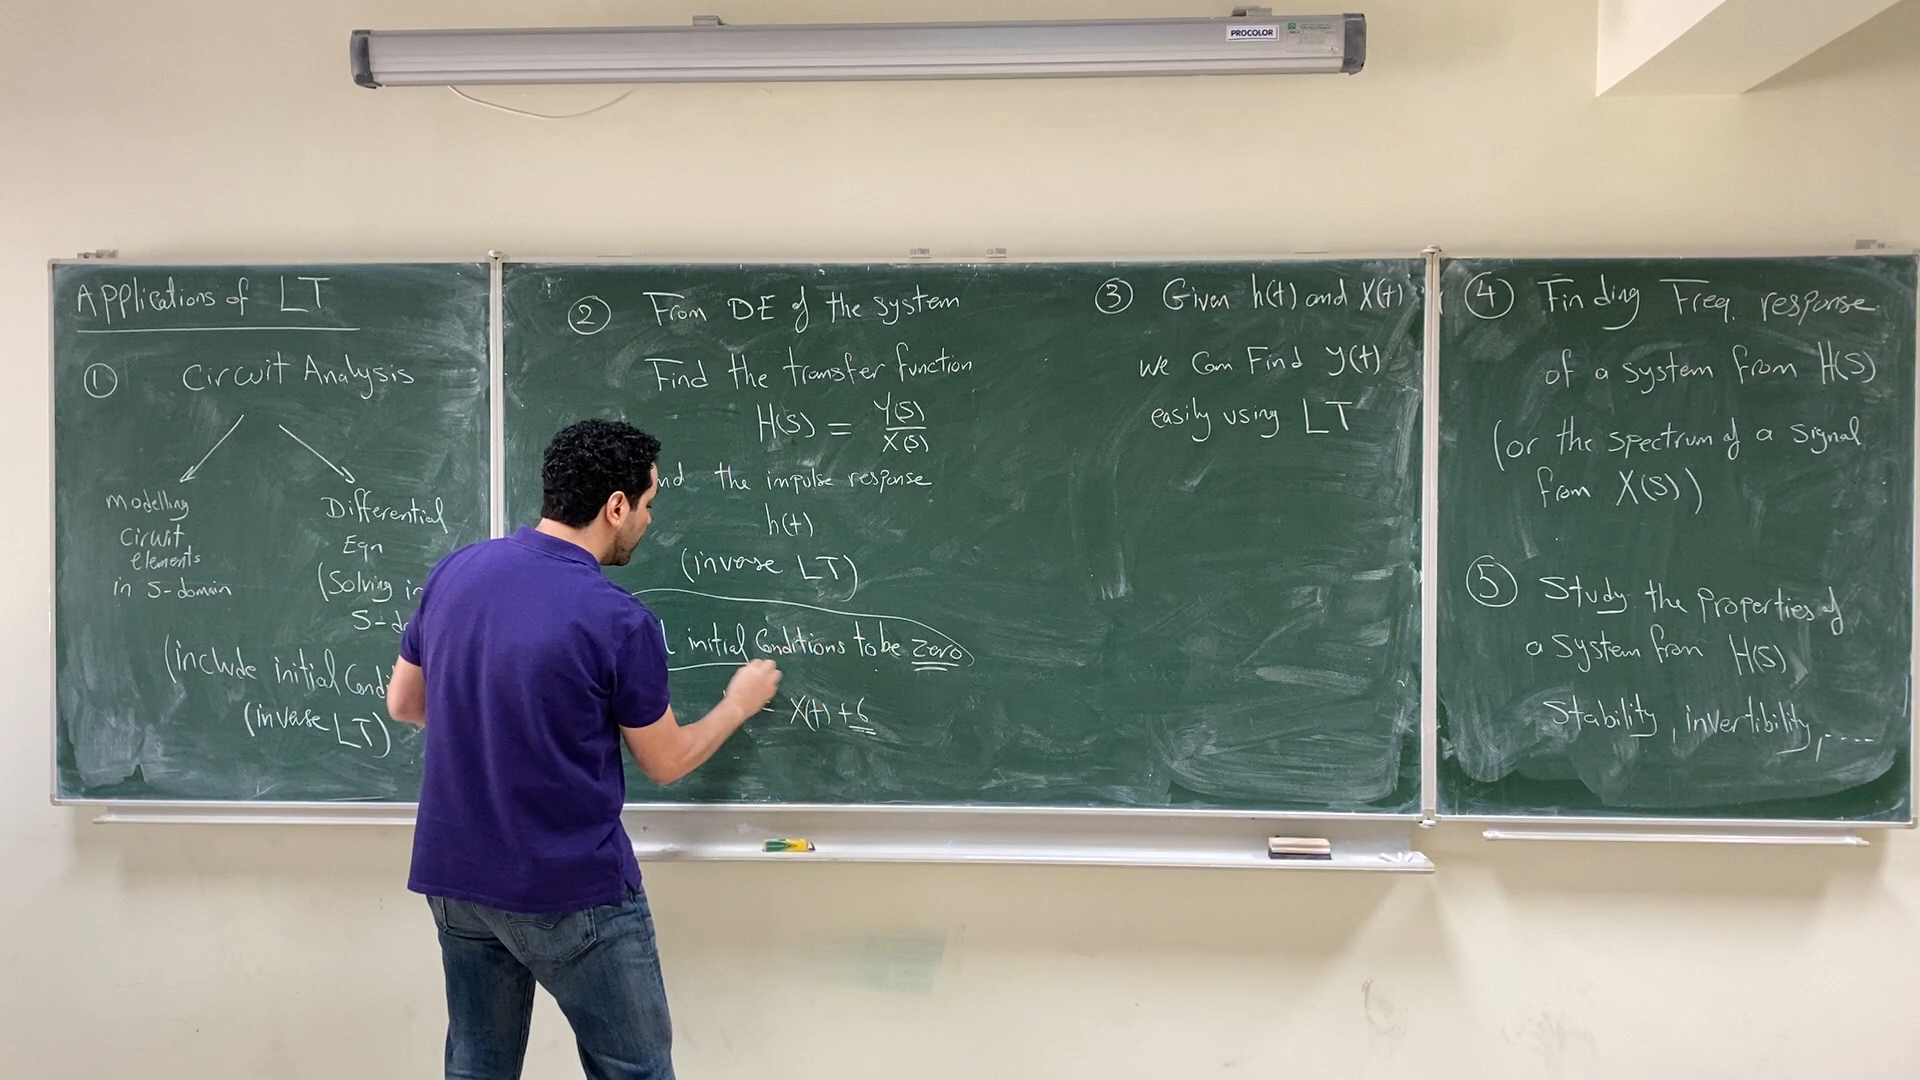 PROCOLOR
Applications of LT
① Circuit Analysis
Modelling
Circuit
elements
in S-domain
Differential
Eqn
(Solving in
S-do
(include initial Condi
(inverse LT)
② From DE of the system
Find the transfer function
H(S) = Y(S)/X(S)
nd the impulse response
h(t)
(inverse LT)
l initial Conditions to be zero
= X(t) + 6
③ Given h(t) and X(t)
we Can Find y(t)
easily using LT
④ Finding Freq. response
of a system from H(S)
(or the spectrum of a signal
from X(S))
⑤ Study the properties of
a system from H(S)
Stability, invertibility, ....